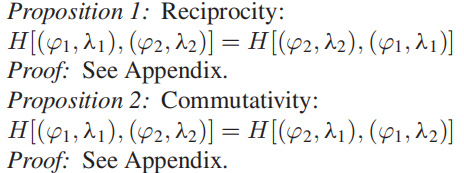 Proposition 1: Reciprocity:
H[(φ₁, λ₁), (φ₂, λ₂)] = H[(φ₂, λ₂), (φ₁, λ₁)]
Proof: See Appendix.
Proposition 2: Commutativity:
H[(φ₁, λ₁), (φ₂, λ₂)] = H[(φ₂, λ₁), (φ₁, λ₂)]
Proof: See Appendix.